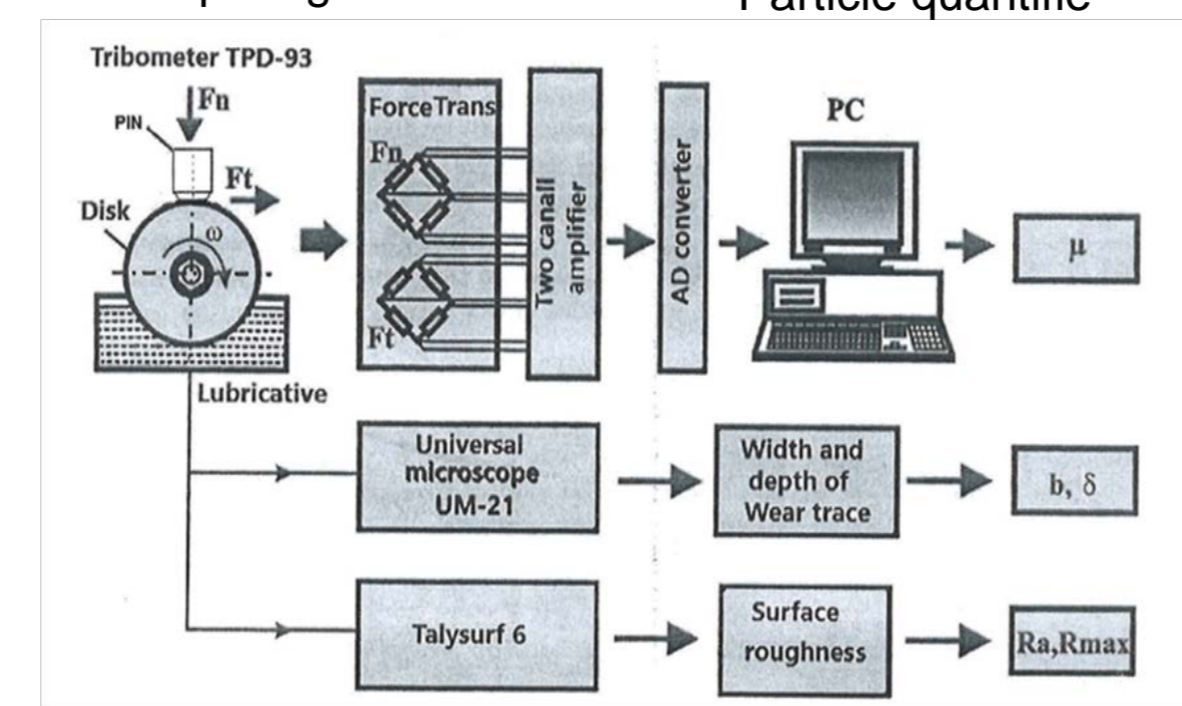 Particle quantifie
Tribometer TPD-93
Fn
PIN
Ft
Disk
ω
Lubricative
ForceTrans
Fn
Ft
Two canall
amplifier
AD converter
PC
μ
Universal
microscope
UM-21
Width and
depth of
Wear trace
b, δ
Talysurf 6
Surface
roughness
Ra,Rmax